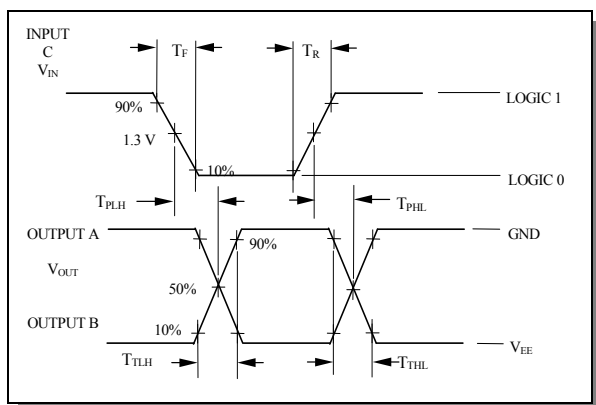 INPUT
C
VIN
TF
TR
90%
1.3 V
10%
LOGIC 1
LOGIC 0
TPLH
TPHL
OUTPUT A
GND
90%
VOUT
50%
OUTPUT B
10%
VEE
TTLH
TTHL